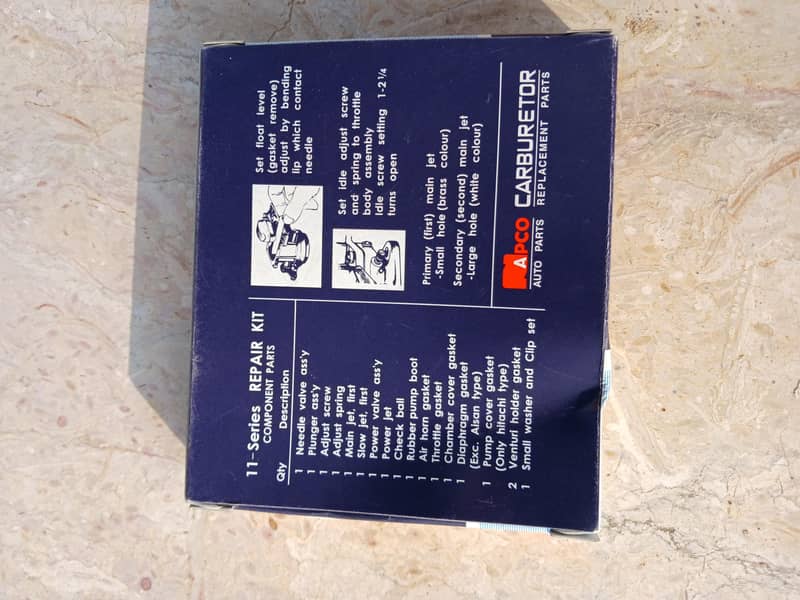 11-Series REPAIR KIT
COMPONENT PARTS
Qty Description
1 Needle valve ass'y
1 Plunger ass'y
1 Adjust screw
1 Adjust spring
1 Main jet, first
1 Slow jet, first
1 Power valve ass'y
1 Power jet
1 Check ball
1 Rubber pump boot
1 Air horn gasket
1 Throttle gasket
1 Chamber cover gasket
1 Diaphragm gasket
(Exc. Aisan type)
1 Pump cover gasket
(Only hitachi type)
2 Venturi holder gasket
1 Small washer and Clip set
Set float level
(gasket remove)
adjust by bending
lip which contact
needle
Set idle adjust screw
and spring to throttle
body assembly
Idle screw setting 1-2¼
turns open
Primary (first) main jet
-Small hole (brass colour)
Secondary (second) main jet
-Large hole (white colour)
APCO CARBURETOR
AUTO PARTS REPLACEMENT PARTS